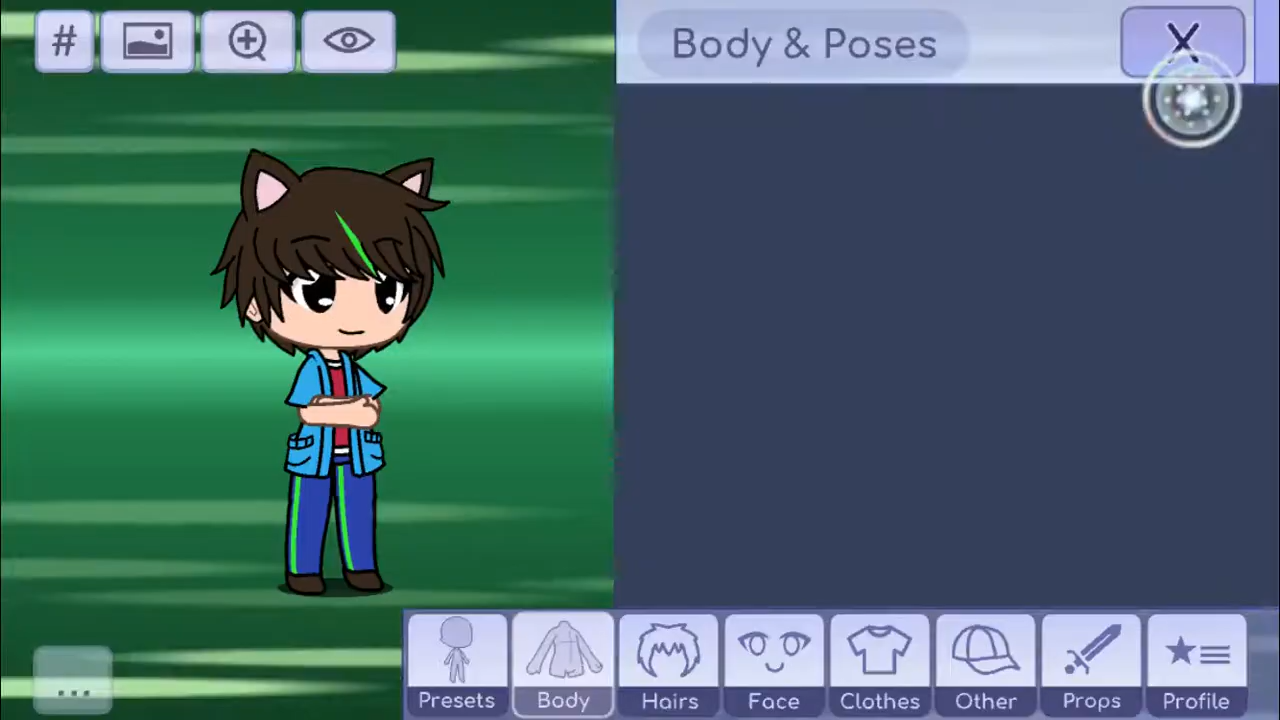 #
Body & Poses
X
...
Presets
Body
Hairs
Face
Clothes
Other
Props
Profile